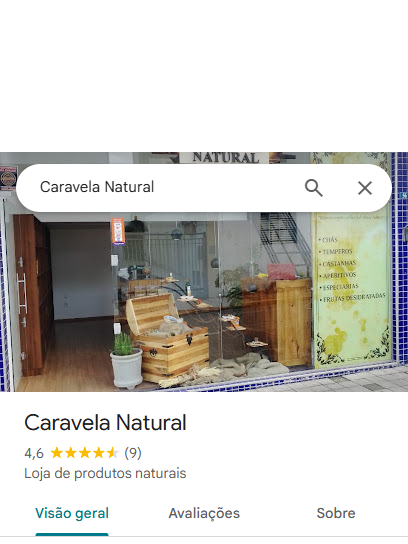 NATURAL
Caravela Natural
• CHÁS
• TEMPEROS
• CASTANHAS
• APERITIVOS
• ESPECIARIAS
• FRUTAS DESIDRATADAS
Caravela Natural
4,6 (9)
Loja de produtos naturais
Visão geral Avaliações Sobre